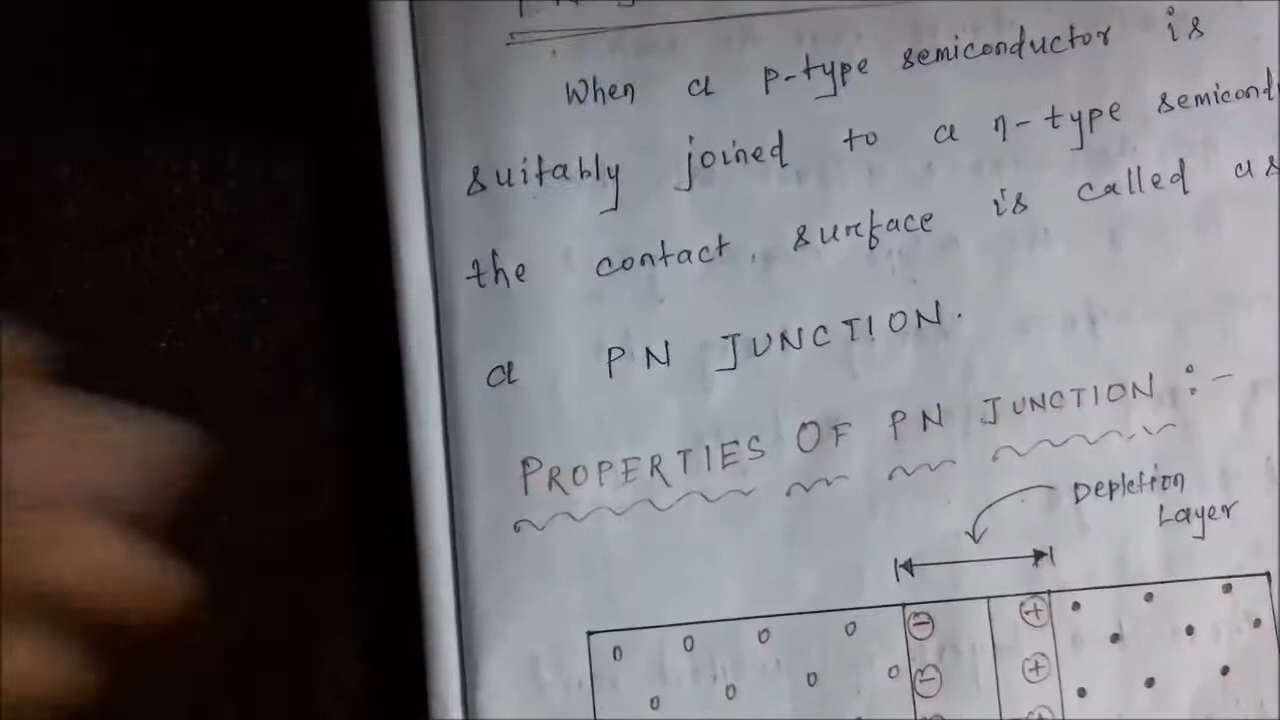 When a p-type semiconductor is
suitably joined to a n-type semicond
the contact surface is called as
a PN JUNCTION.
PROPERTIES OF PN JUNCTION :-
Depletion
Layer